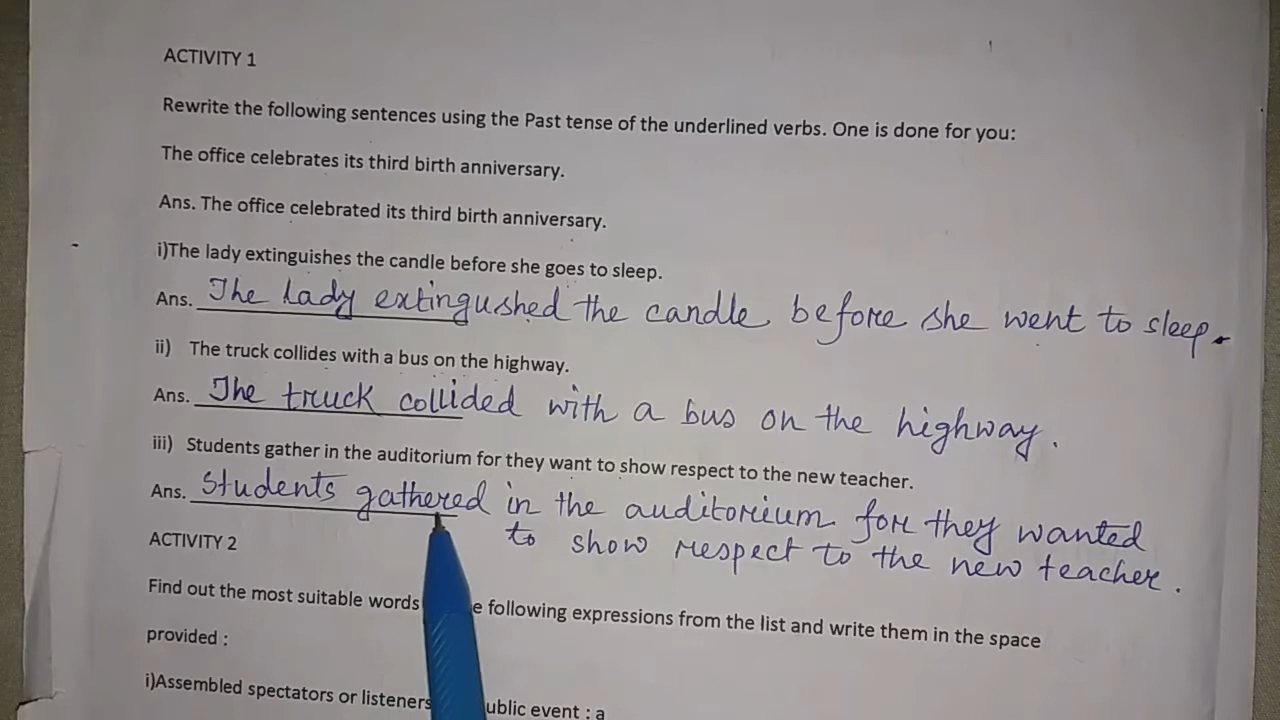 ACTIVITY 1
Rewrite the following sentences using the Past tense of the underlined verbs. One is done for you:
The office celebrates its third birth anniversary.
Ans. The office celebrated its third birth anniversary.
i)The lady extinguishes the candle before she goes to sleep.
Ans. The lady extingushed the candle before she went to sleep.
ii) The truck collides with a bus on the highway.
Ans. The truck collided with a bus on the highway.
iii) Students gather in the auditorium for they want to show respect to the new teacher.
Ans. Students gathered in the auditorium for they wanted
to show respect to the new teacher.
ACTIVITY 2
Find out the most suitable words e following expressions from the list and write them in the space
provided :
i)Assembled spectators or listeners ublic event : a